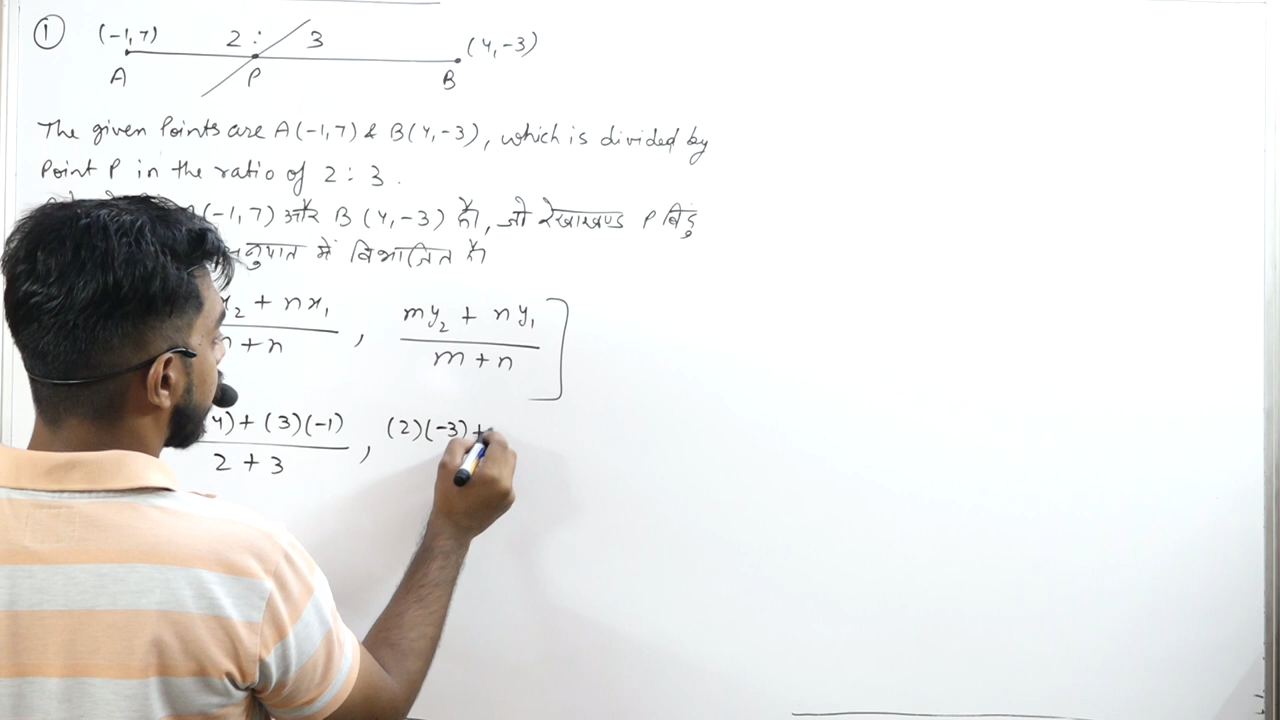 ① (-1,7) 2 : 3 (4,-3)
A P B
The given points are A(-1,7) & B(4,-3), which is divided by
point P in the ratio of 2 : 3.
(-1,7) और B (4,-3) है।, जो रेखाखण्ड P बिंदु
में विभाजित है।
x₂ + nx₁ , my₂ + ny₁ ]
+n m+n
4)+(3)(-1) , (2)(-3)+
2+3